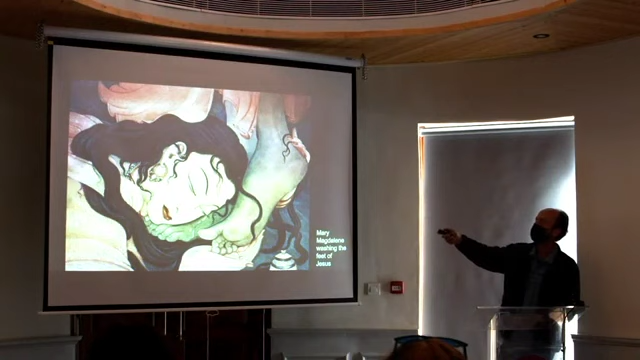 Mary
Magdalene
washing the
feet of
Jesus